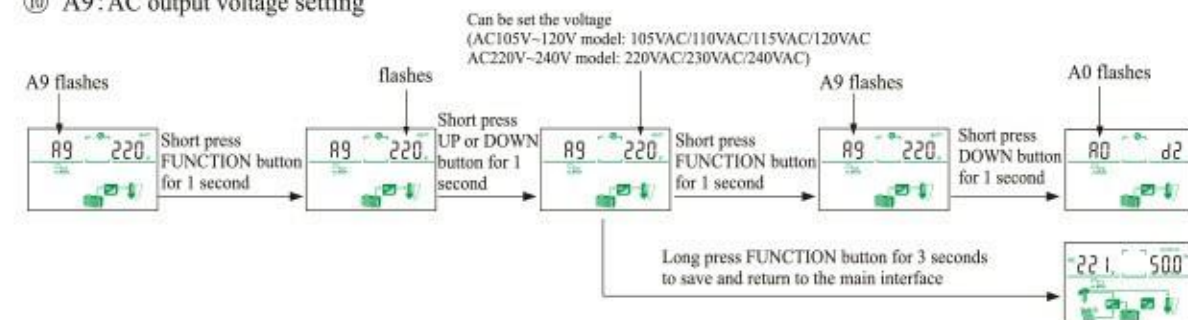 ⑩ A9: AC output voltage setting
Can be set the voltage
(AC105V~120V model: 105VAC/110VAC/115VAC/120VAC
AC220V~240V model: 220VAC/230VAC/240VAC)
A9 flashes
flashes
A9 flashes
A0 flashes
A9 220
Short press
FUNCTION button
for 1 second
A9 220
Short press
UP or DOWN
button for 1
second
A9 220
Short press
FUNCTION button
for 1 second
A9 220
Short press
DOWN button
for 1 second
A0 d2
Long press FUNCTION button for 3 seconds
to save and return to the main interface
221 50.0